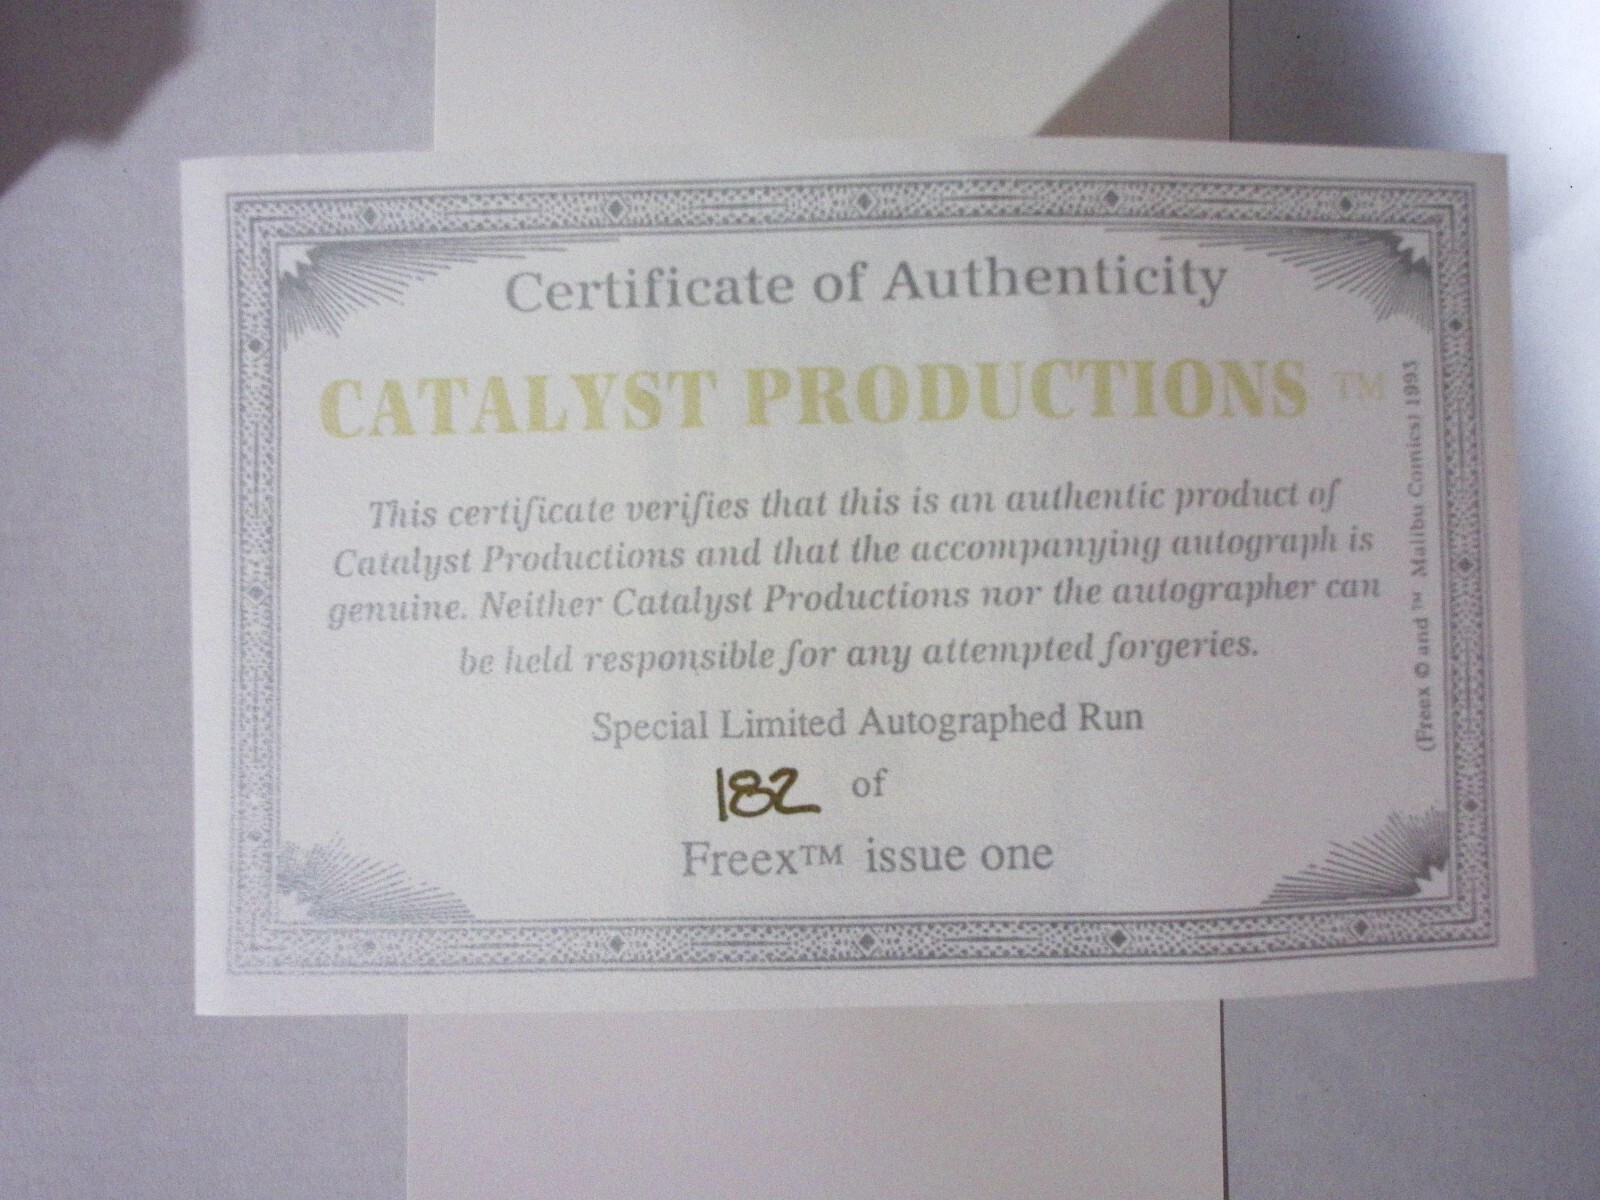 Certificate of Authenticity
CATALYST PRODUCTIONS ™
This certificate verifies that this is an authentic product of
Catalyst Productions and that the accompanying autograph is
genuine. Neither Catalyst Productions nor the autographer can
be held responsible for any attempted forgeries.
Special Limited Autographed Run
182 of
Freex™ issue one
(Freex © and ™ Malibu Comics) 1993